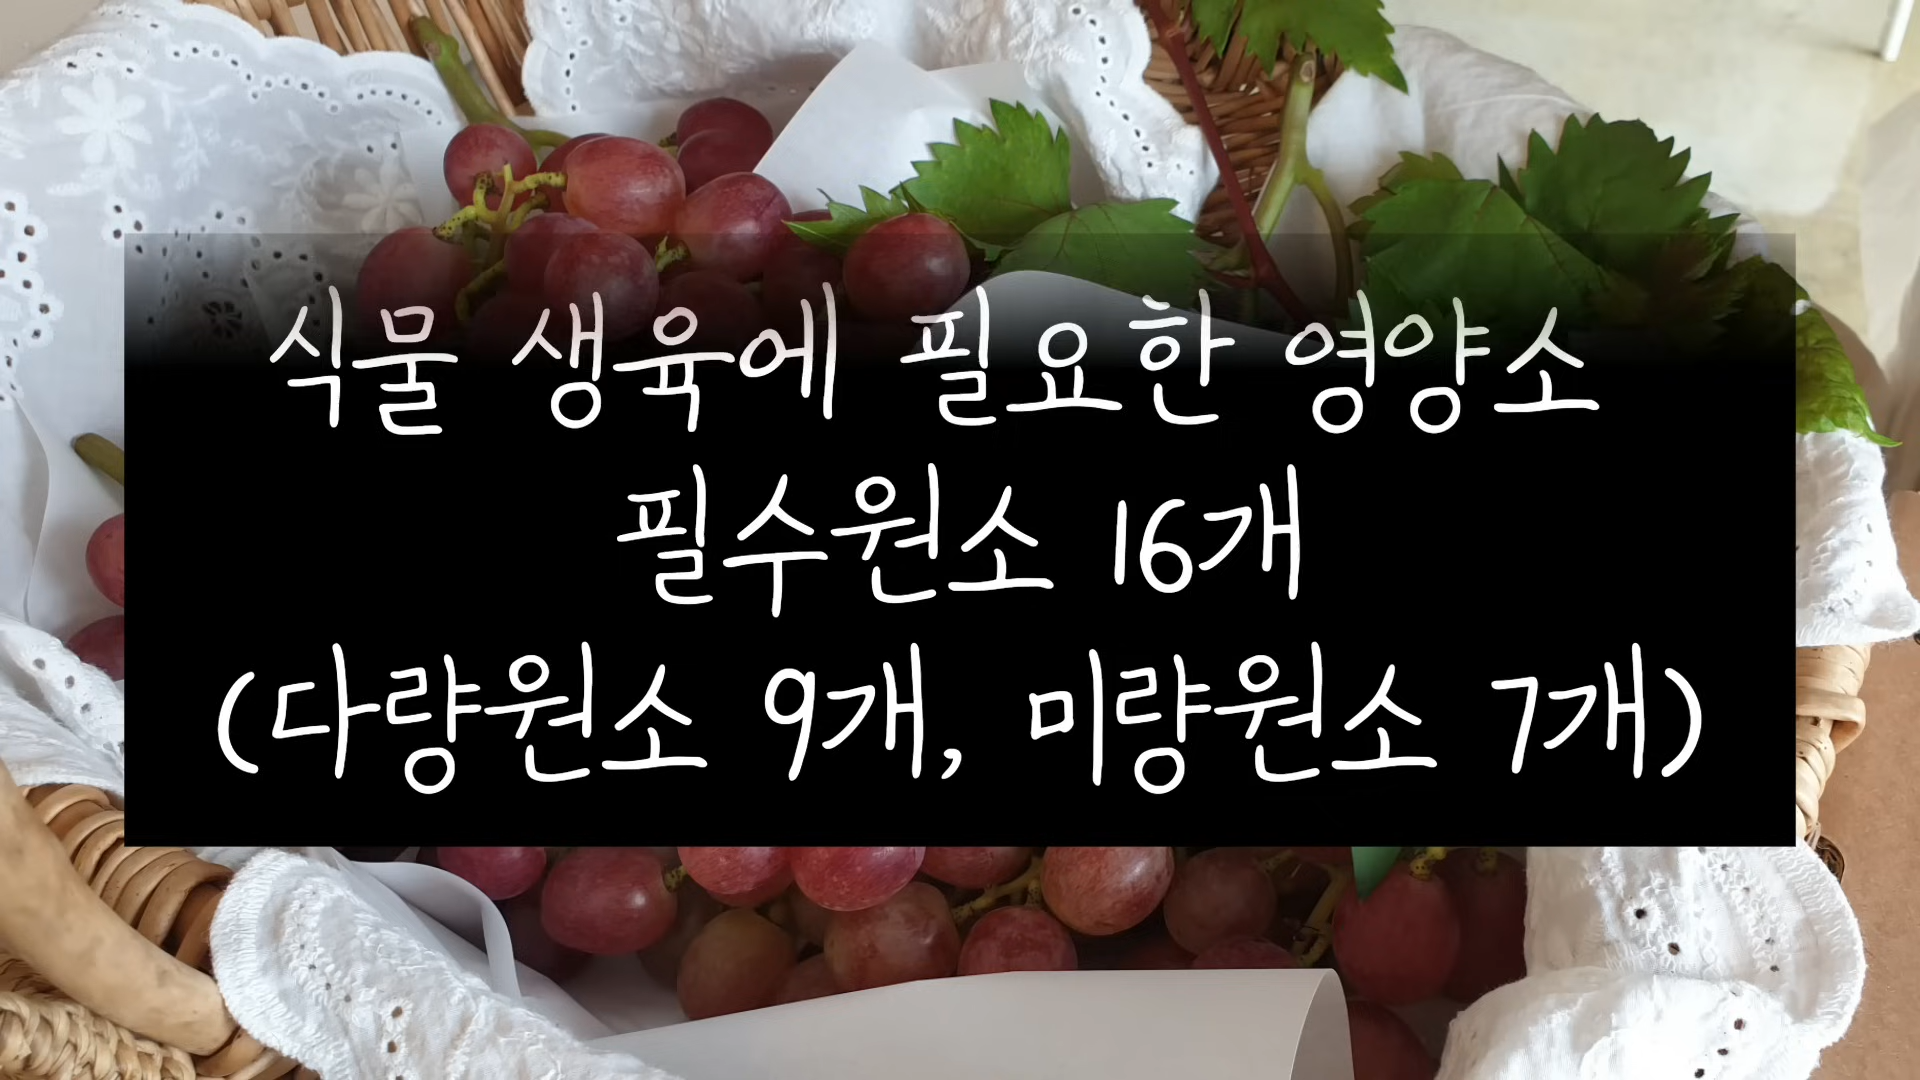 식물 생육에 필요한 영양소
필수원소 16개
(다량원소 9개, 미량원소 7개)